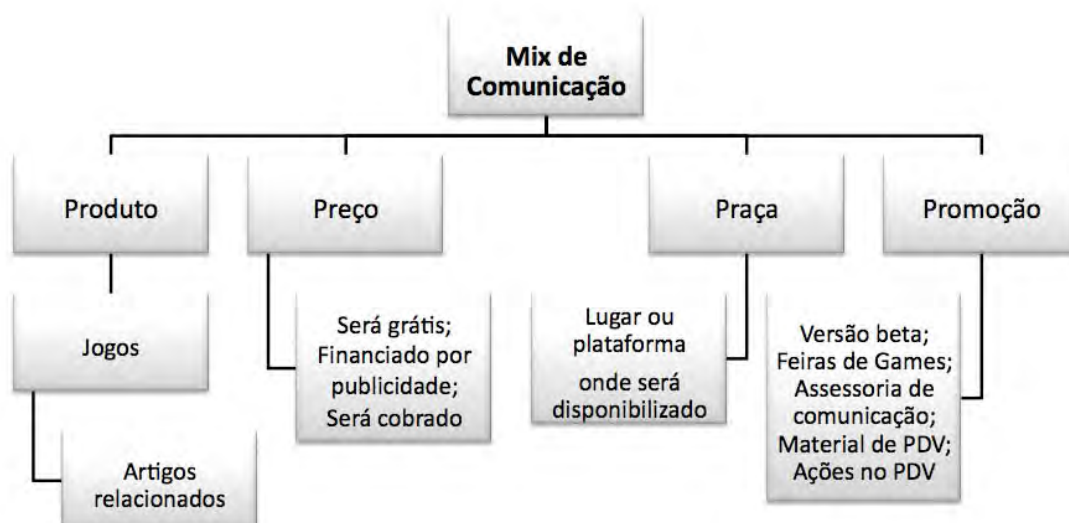 Mix de
Comunicação
Produto
Preço
Praça
Promoção
Jogos
Artigos
relacionados
Será grátis;
Financiado por
publicidade;
Será cobrado
Lugar ou
plataforma
onde será
disponibilizado
Versão beta;
Feiras de Games;
Assessoria de
comunicação;
Material de PDV;
Ações no PDV